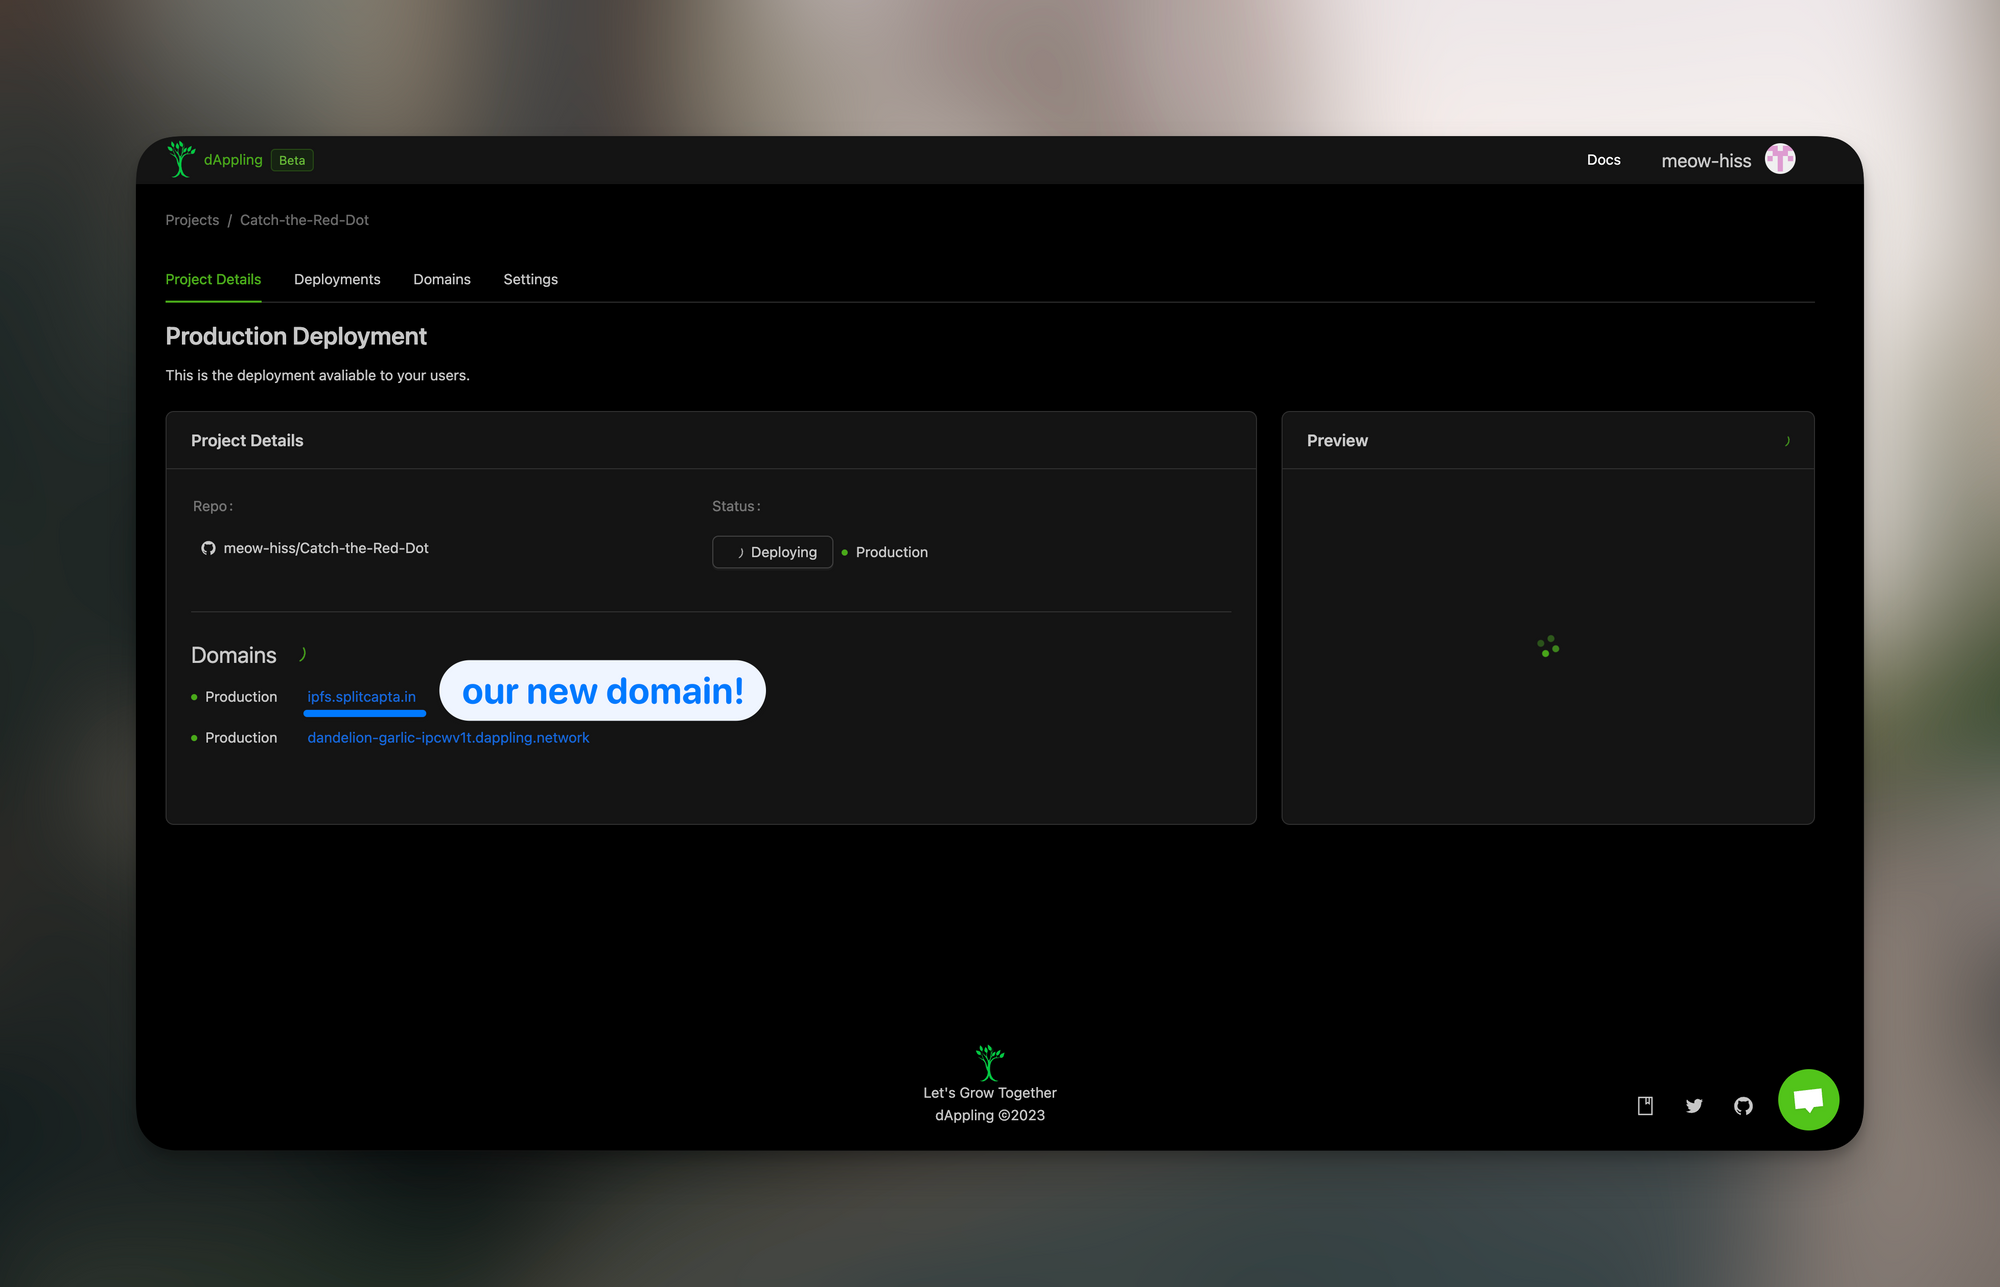 dAppling Beta
Docs
meow-hiss
Projects / Catch-the-Red-Dot
Project Details
Deployments
Domains
Settings
Production Deployment
This is the deployment avaliable to your users.
Project Details
Repo:
meow-hiss/Catch-the-Red-Dot
Status:
Deploying
Production
Domains
Production ipfs.splitcapta.in
our new domain!
Production dandelion-garlic-ipcwv1t.dappling.network
Preview
Let's Grow Together
dAppling ©2023